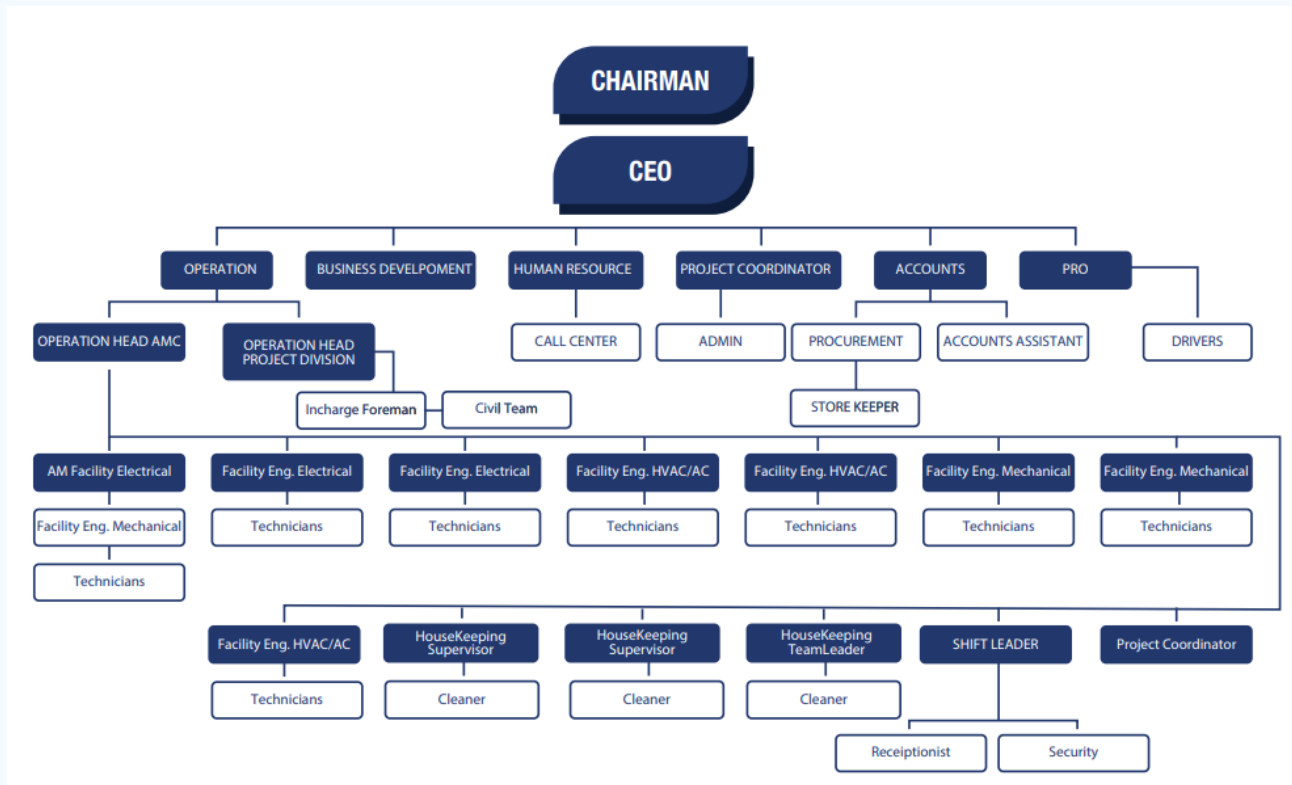 CHAIRMAN
CEO
OPERATION
BUSINESS DEVELPOMENT
HUMAN RESOURCE
PROJECT COORDINATOR
ACCOUNTS
PRO
OPERATION HEAD AMC
OPERATION HEAD
PROJECT DIVISION
CALL CENTER
ADMIN
PROCUREMENT
ACCOUNTS ASSISTANT
DRIVERS
Incharge Foreman
Civil Team
STORE KEEPER
AM Facility Electrical
Facility Eng. Electrical
Facility Eng. Electrical
Facility Eng. HVAC/AC
Facility Eng. HVAC/AC
Facility Eng. Mechanical
Facility Eng. Mechanical
Facility Eng. Mechanical
Technicians
Technicians
Technicians
Technicians
Technicians
Technicians
Technicians
Facility Eng. HVAC/AC
HouseKeeping
Supervisor
HouseKeeping
Supervisor
HouseKeeping
TeamLeader
SHIFT LEADER
Project Coordinator
Technicians
Cleaner
Cleaner
Cleaner
Receiptionist
Security